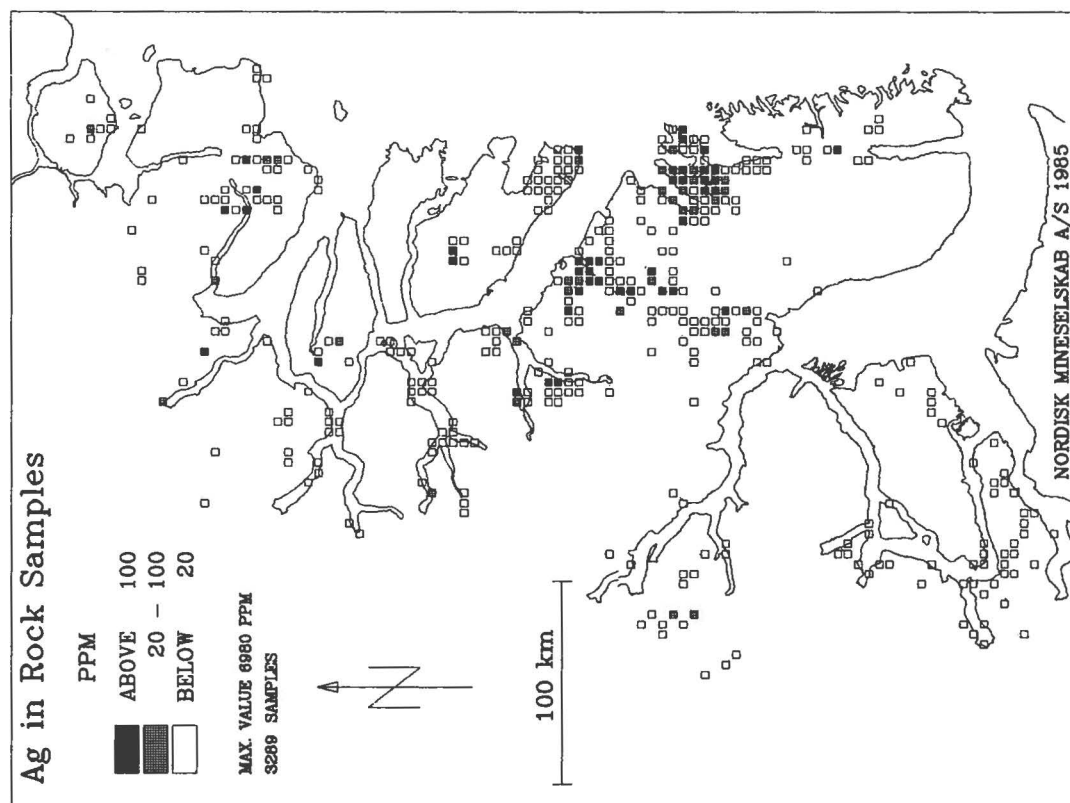 Ag in Rock Samples
PPM
ABOVE 100
20 - 100
BELOW 20
MAX. VALUE 6980 PPM
3289 SAMPLES
N
100 km
NORDISK MINESELSKAB A/S 1985